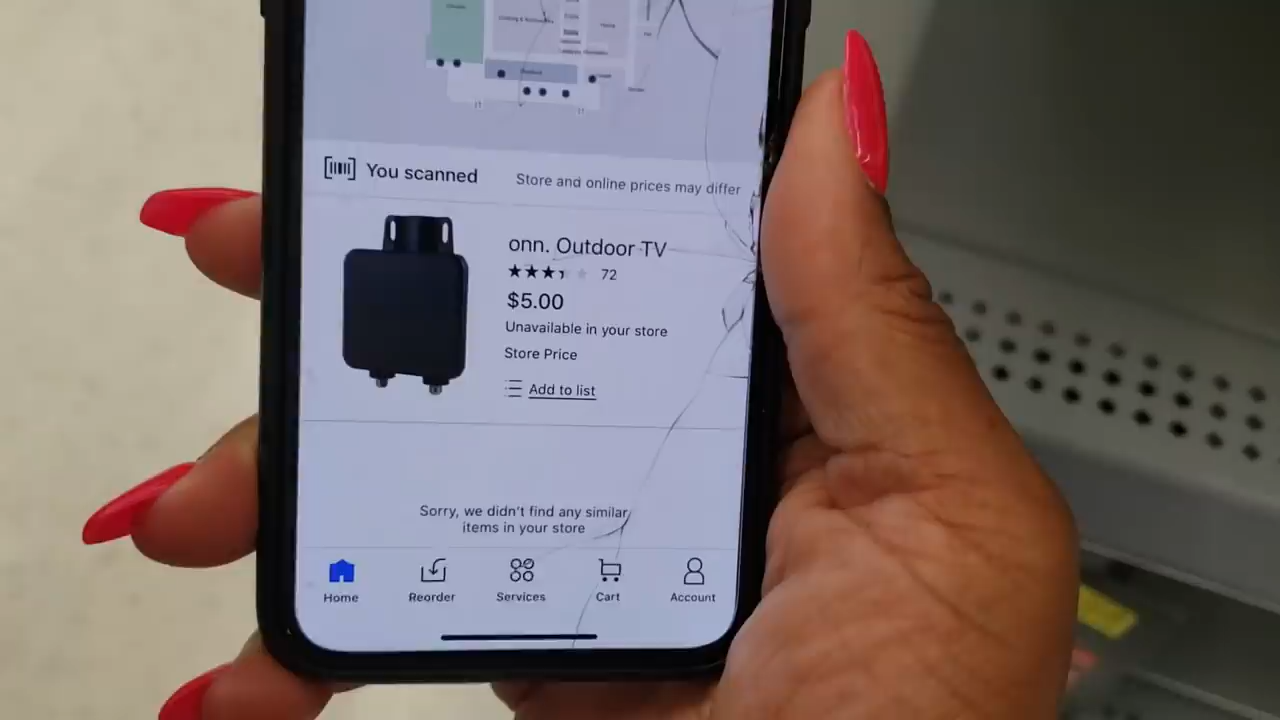 You scanned
Store and online prices may differ
onn. Outdoor TV
72
$5.00
Unavailable in your store
Store Price
Add to list
Sorry, we didn't find any similar
items in your store
Home
Reorder
Services
Cart
Account